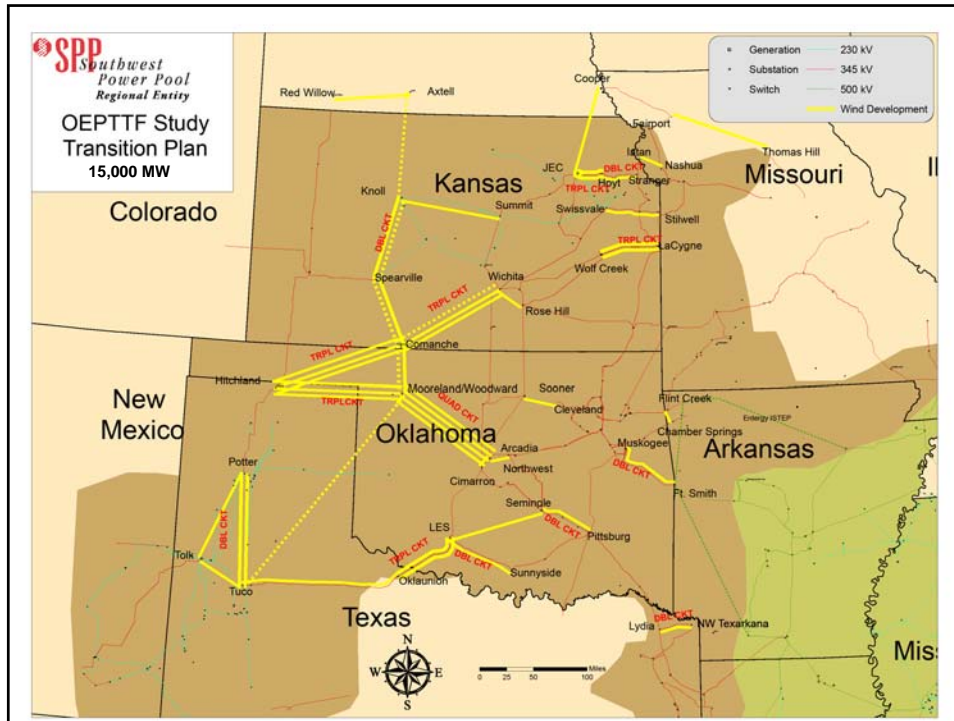 SPP Southwest
Power Pool
Regional Entity
OEPTTF Study
Transition Plan
15,000 MW
Generation
Substation
Switch
230 kV
345 kV
500 kV
Wind Development
Red Willow
Axtell
Cooper
Fairport
Thomas Hill
Iatan
Nashua
JEC
DBL CKT
Hoyt
Stranger
TRPL CKT
Missouri
Colorado
Kansas
Knoll
Summit
Swissvale
Stilwell
DBL CKT
TRPL CKT
LaCygne
Wolf Creek
Spearville
Wichita
TRPL CKT
Rose Hill
Comanche
TRPL CKT
Hitchland
TRPLCKT
Mooreland/Woodward
Sooner
Cleveland
Flint Creek
Entergy ISTEP
Chamber Springs
New
Mexico
QUAD CKT
Oklahoma
Arcadia
Northwest
Cimarron
Muskogee
Arkansas
DBL CKT
Ft. Smith
Potter
DBL CKT
Tolk
Tuco
Semingle
DBL CKT
Pittsburg
LES
TRPL CKT
DBL CKT
Oklaunion
Sunnyside
Texas
DBL CKT
Lydia
NW Texarkana
Miss
N
W
E
S
0 25 50 100
Miles
Il